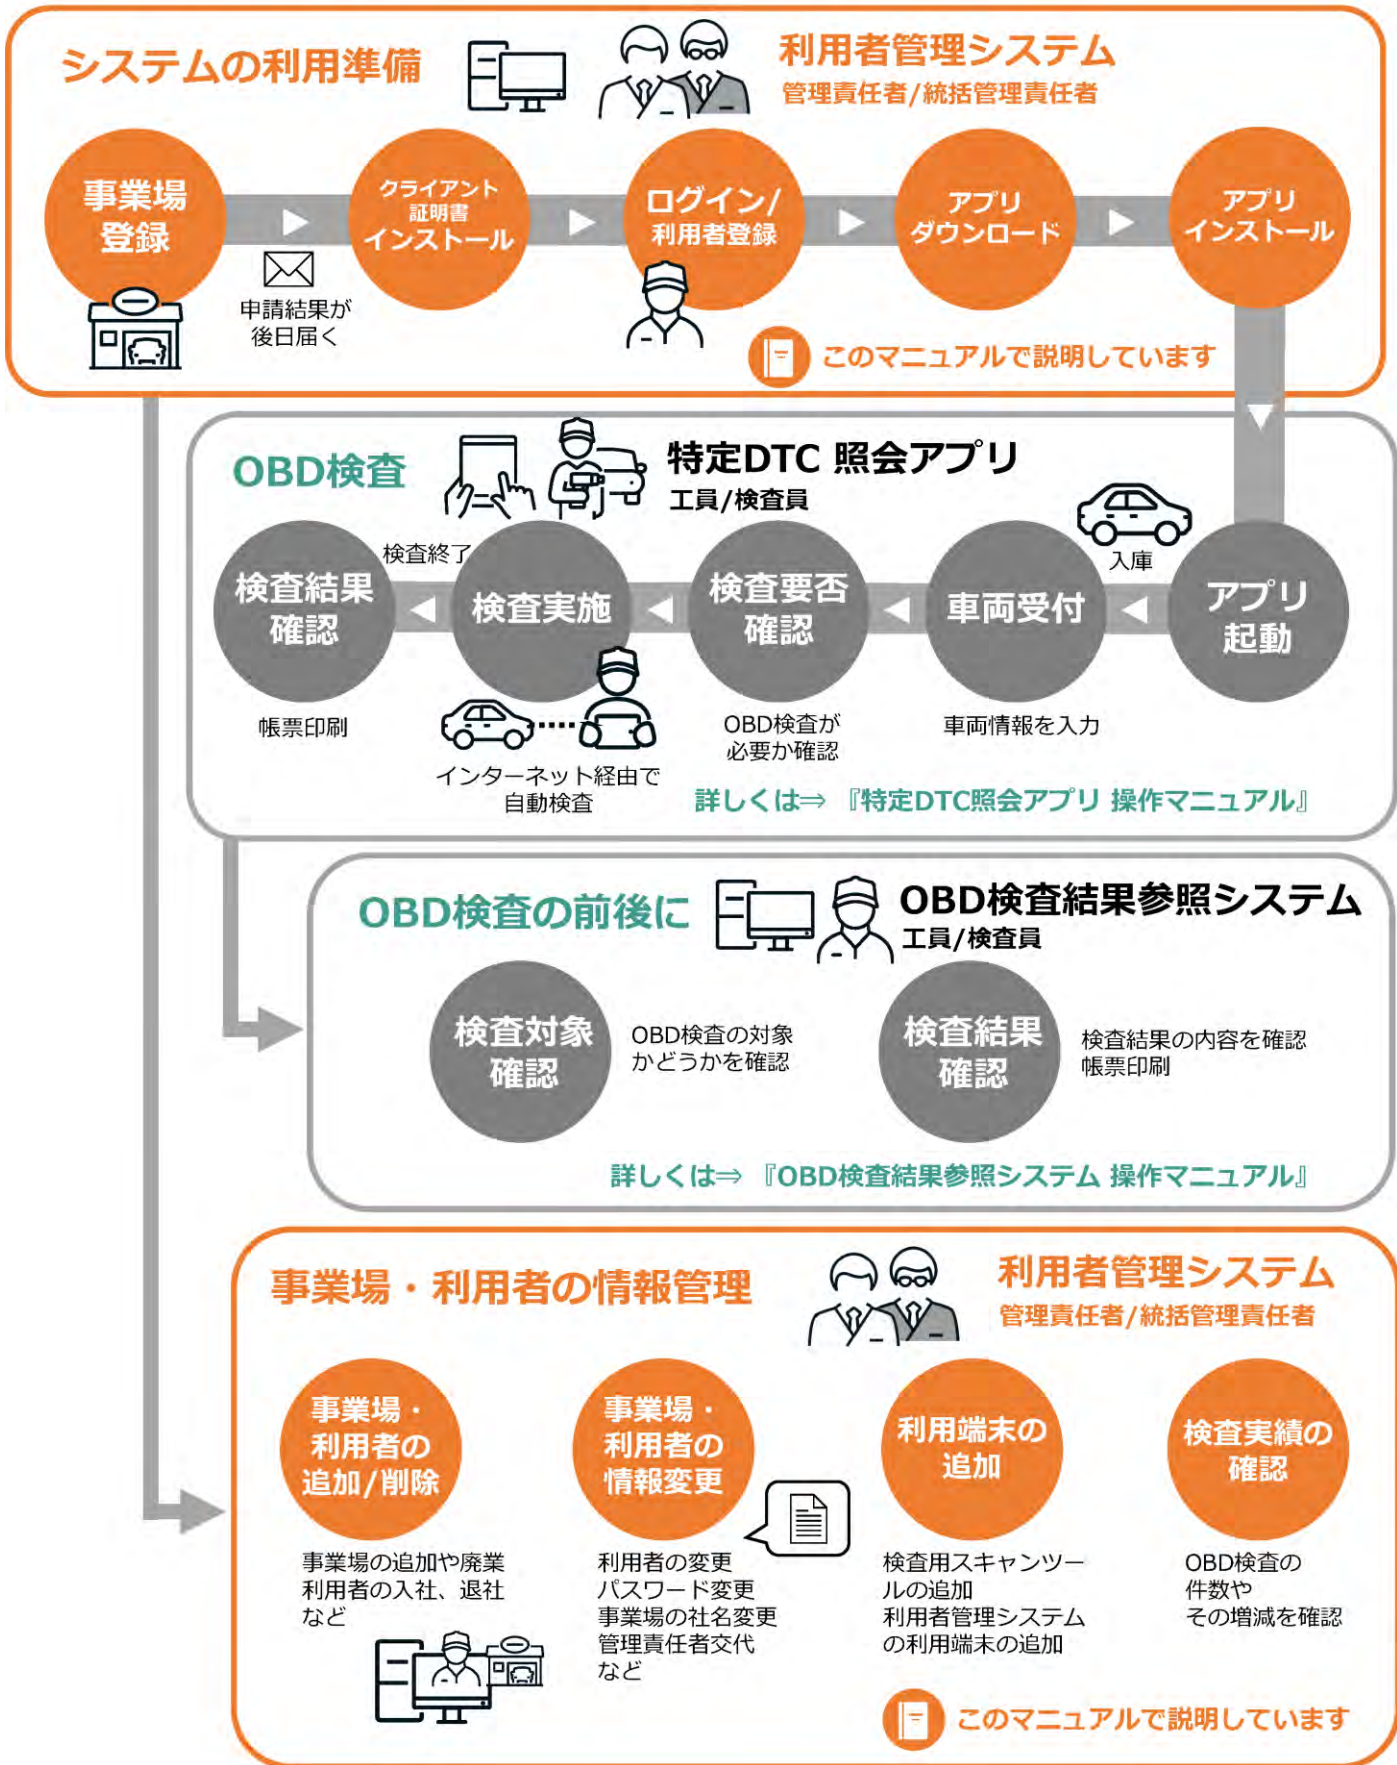 システムの利用準備
利用者管理システム
管理責任者/統括管理責任者
事業場
登録
クライアント
証明書
インストール
ログイン/
利用者登録
アプリ
ダウンロード
アプリ
インストール
申請結果が
後日届く
このマニュアルで説明しています
OBD検査
特定DTC 照会アプリ
工員/検査員
検査結果
確認
検査終了
検査実施
検査要否
確認
車両受付
入庫
アプリ
起動
帳票印刷
インターネット経由で
自動検査
OBD検査が
必要か確認
車両情報を入力
詳しくは⇒ 『特定DTC照会アプリ 操作マニュアル』
OBD検査の前後に
OBD検査結果参照システム
工員/検査員
検査対象
確認
OBD検査の対象
かどうかを確認
検査結果
確認
検査結果の内容を確認
帳票印刷
詳しくは⇒ 『OBD検査結果参照システム 操作マニュアル』
事業場・利用者の情報管理
利用者管理システム
管理責任者/統括管理責任者
事業場・
利用者の
追加/削除
事業場・
利用者の
情報変更
利用端末の
追加
検査実績の
確認
事業場の追加や廃業
利用者の入社、退社
など
利用者の変更
パスワード変更
事業場の社名変更
管理責任者交代
など
検査用スキャンツー
ルの追加
利用者管理システム
の利用端末の追加
OBD検査の
件数や
その増減を確認
このマニュアルで説明しています